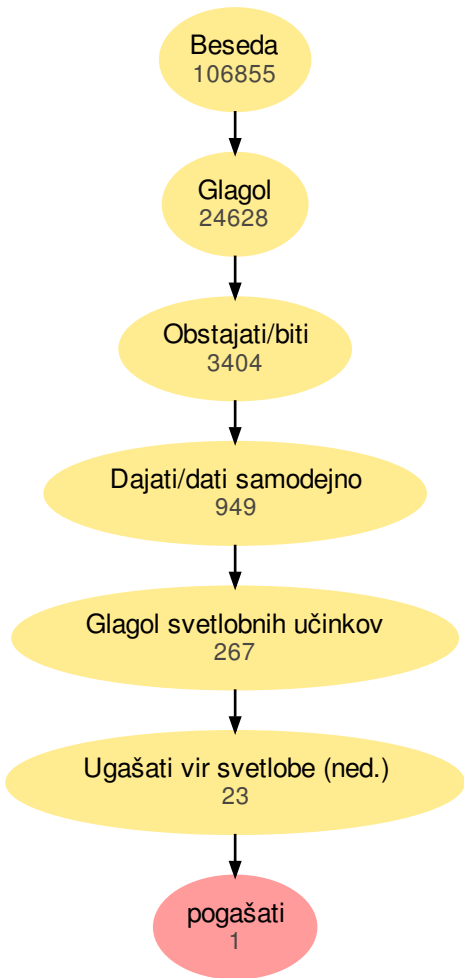 Beseda
106855
Glagol
24628
Obstajati/biti
3404
Dajati/dati samodejno
949
Glagol svetlobnih učinkov
267
Ugašati vir svetlobe (ned.)
23
pogašati
1